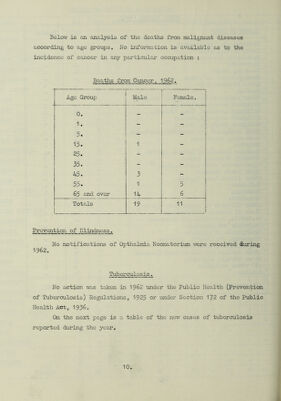 Below is an analysis of the deaths from malignant diseases
according to age groups. No information is available as to the
incidence of cancer in any particular occupation :
Deaths from Cancer, 1962.
Age Group Male Female.
0. - -
1. - -
5. - -
15. 1 -
25. - -
35. - -
45. 3 -
55. 1 5
65 and over 14 6
Totals 19 11
Prevention of Blindness.
No notifications of Opthalmia Neonatorium were received during
1962.
Tuberculosis.
No action was taken in 1962 under the Public Health (Prevention
of Tuberculosis) Regulations, 1925 or under Section 172 of the Public
Health Act, 1936.
On the next page is a table of the new cases of tuberculosis
reported during the year.
10.